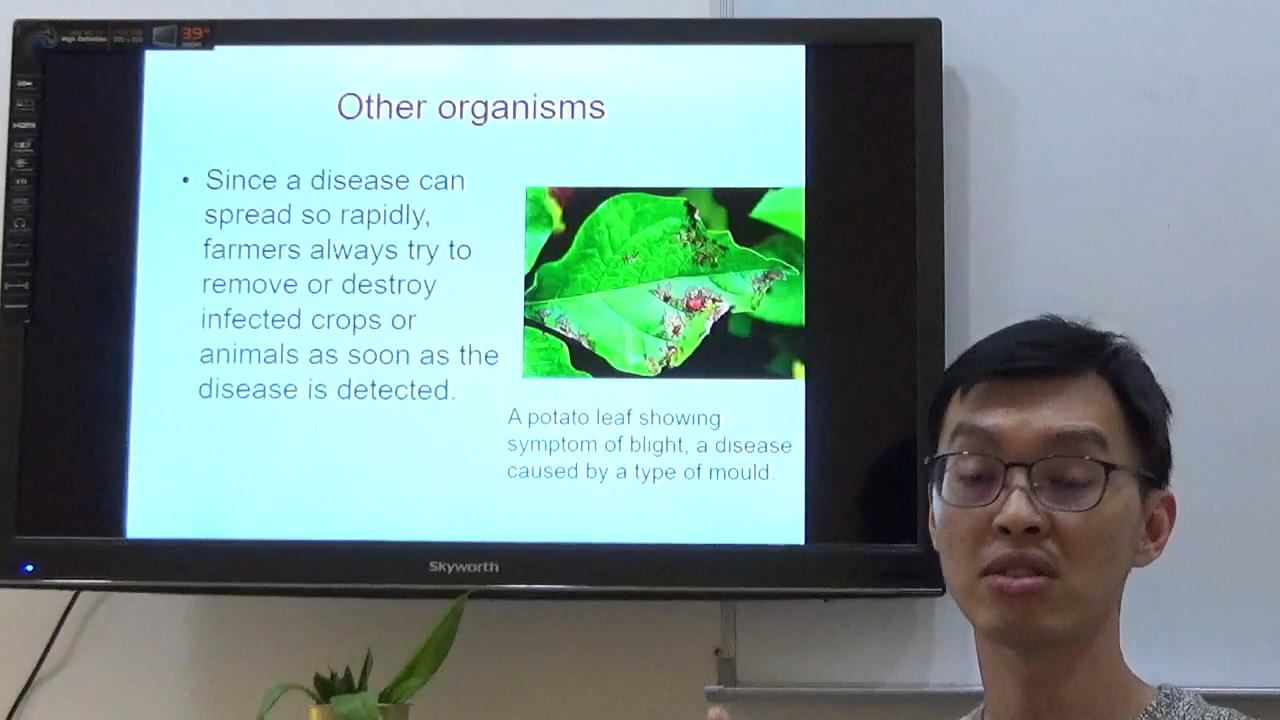 39"
Other organisms
• Since a disease can
spread so rapidly,
farmers always try to
remove or destroy
infected crops or
animals as soon as the
disease is detected.
A potato leaf showing
symptom of blight, a disease
caused by a type of mould.
Skyworth